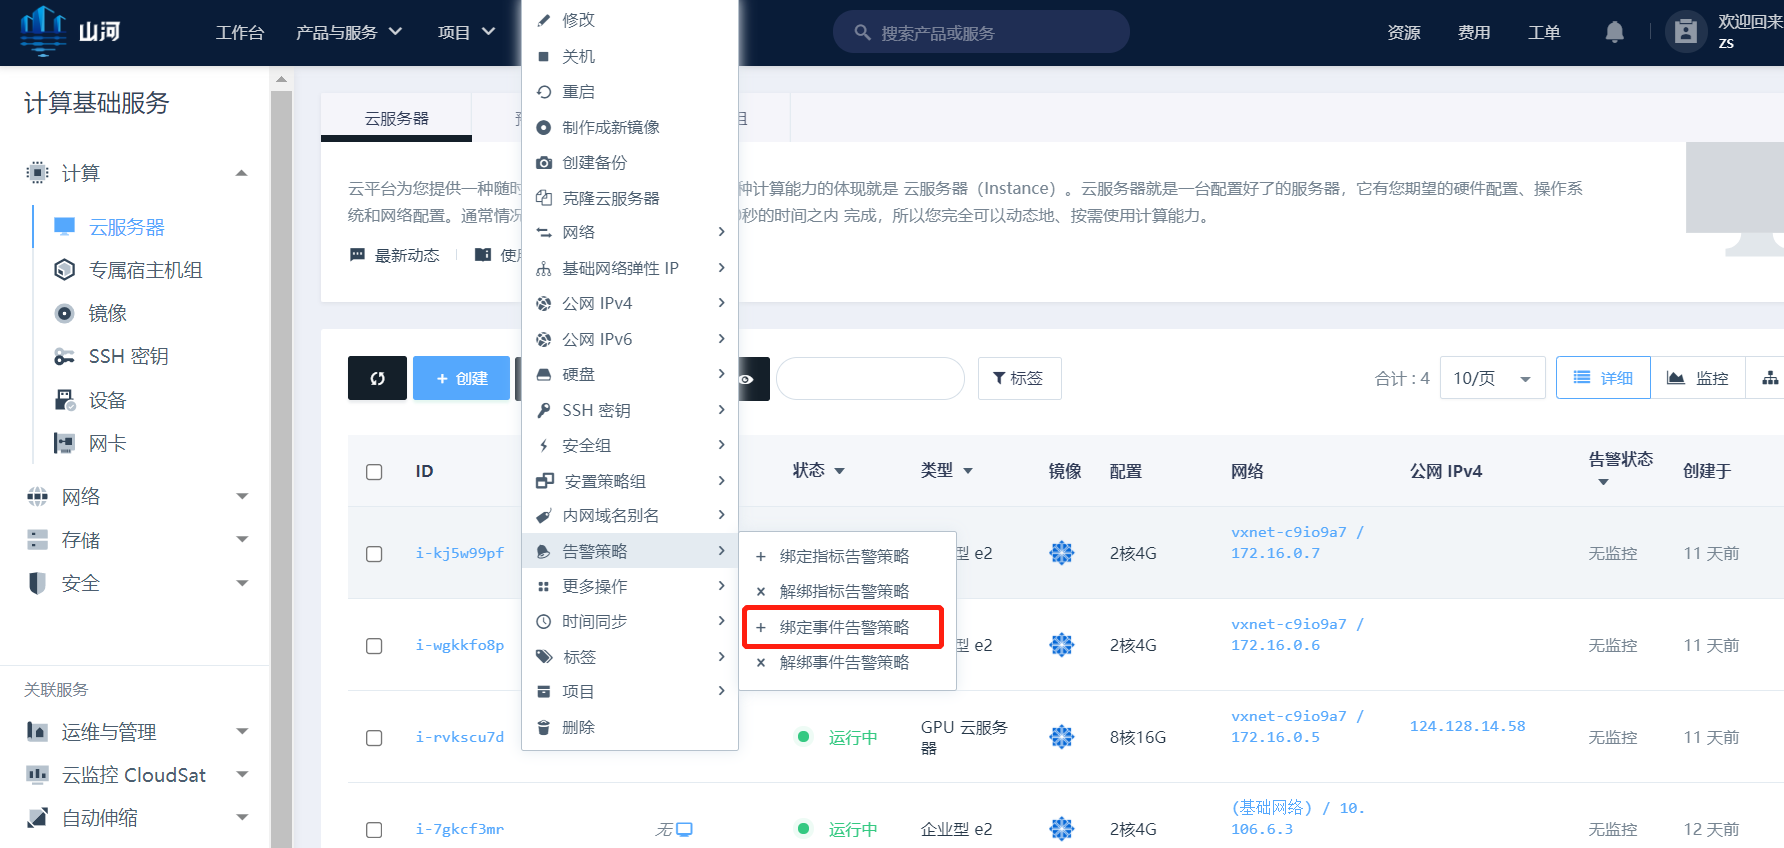 山河
工作台
产品与服务
项目
搜索产品或服务
资源
费用
工单
欢迎回来
zs
计算基础服务
计算
云服务器
专属宿主机组
镜像
SSH 密钥
设备
网卡
网络
存储
安全
关联服务
运维与管理
云监控 CloudSat
自动伸缩
云服务器
组
云平台为您提供一种随时
种计算能力的体现就是 云服务器（Instance）。云服务器就是一台配置好了的服务器，它有您期望的硬件配置、操作系
统和网络配置。通常情况
秒的时间之内 完成，所以您完全可以动态地、按需使用计算能力。
最新动态
使用
修改
关机
重启
制作成新镜像
创建备份
克隆云服务器
网络
基础网络弹性 IP
公网 IPv4
公网 IPv6
硬盘
SSH 密钥
安全组
安置策略组
内网域名别名
告警策略
更多操作
时间同步
标签
项目
删除
+ 绑定指标告警策略
× 解绑指标告警策略
+ 绑定事件告警策略
× 解绑事件告警策略
+ 创建
标签
合计 : 4
10/页
详细
监控
ID
状态
类型
镜像
配置
网络
公网 IPv4
告警状态
创建于
i-kj5w99pf
型 e2
2核4G
vxnet-c9io9a7 /
172.16.0.7
无监控
11 天前
i-wgkkfo8p
型 e2
2核4G
vxnet-c9io9a7 /
172.16.0.6
无监控
11 天前
i-rvkscu7d
运行中
GPU 云服务
器
8核16G
vxnet-c9io9a7 /
172.16.0.5
124.128.14.58
无监控
11 天前
i-7gkcf3mr
无
运行中
企业型 e2
2核4G
(基础网络) / 10.
106.6.3
无监控
12 天前